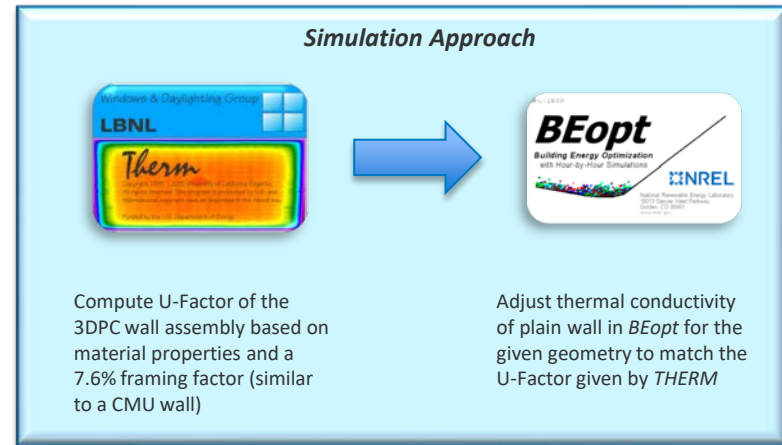 Simulation Approach
Windows & Daylighting Group
LBNL
Therm
BEopt
Building Energy Optimization
with Hour-by-Hour Simulations
NREL
National Renewable Energy Laboratory
Compute U-Factor of the
3DPC wall assembly based on
material properties and a
7.6% framing factor (similar
to a CMU wall)
Adjust thermal conductivity
of plain wall in BEopt for the
given geometry to match the
U-Factor given by THERM